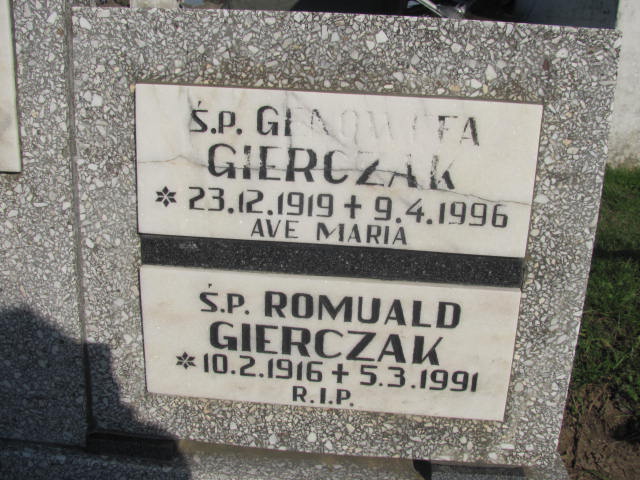 Ś.P. GENOWEFA
GIERCZAK
* 23.12.1919 + 9.4.1996
AVE MARIA
Ś.P. ROMUALD
GIERCZAK
* 10.2.1916 + 5.3.1991
R.I.P.